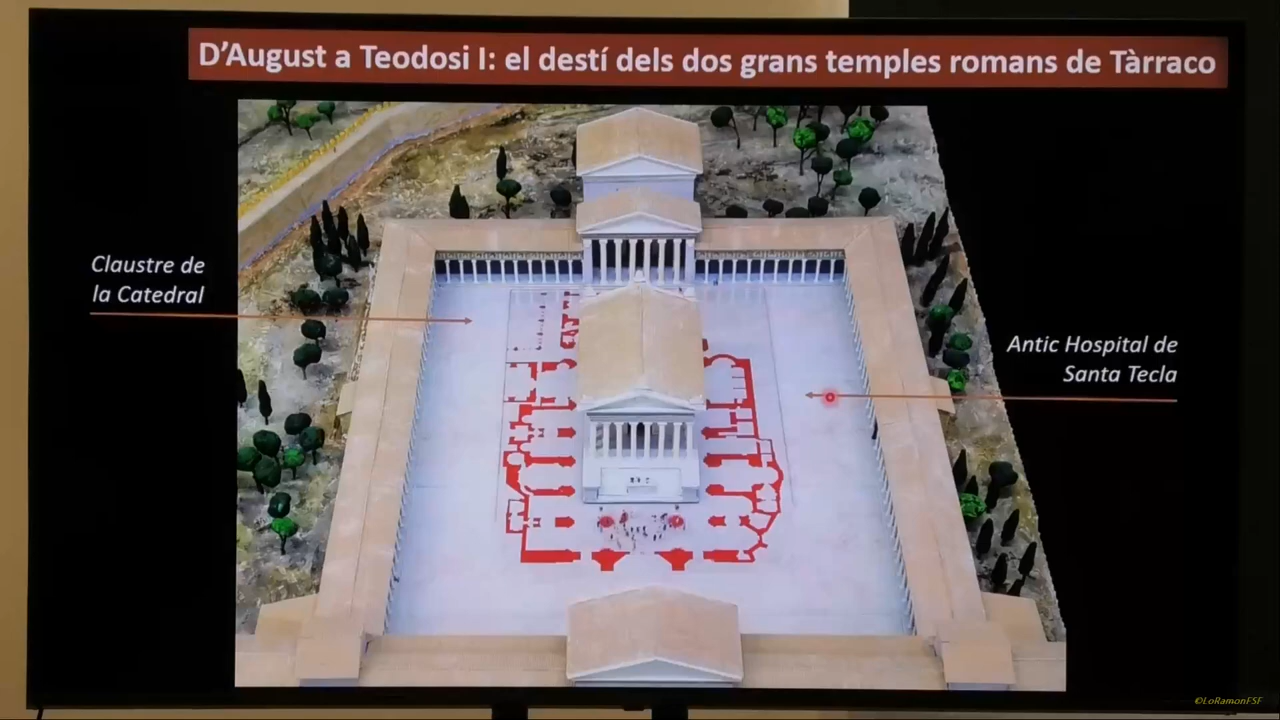 D'August a Teodosi I: el destí dels dos grans temples romans de Tàrraco
Claustre de
la Catedral
Antic Hospital de
Santa Tecla
©LoRamonFSF